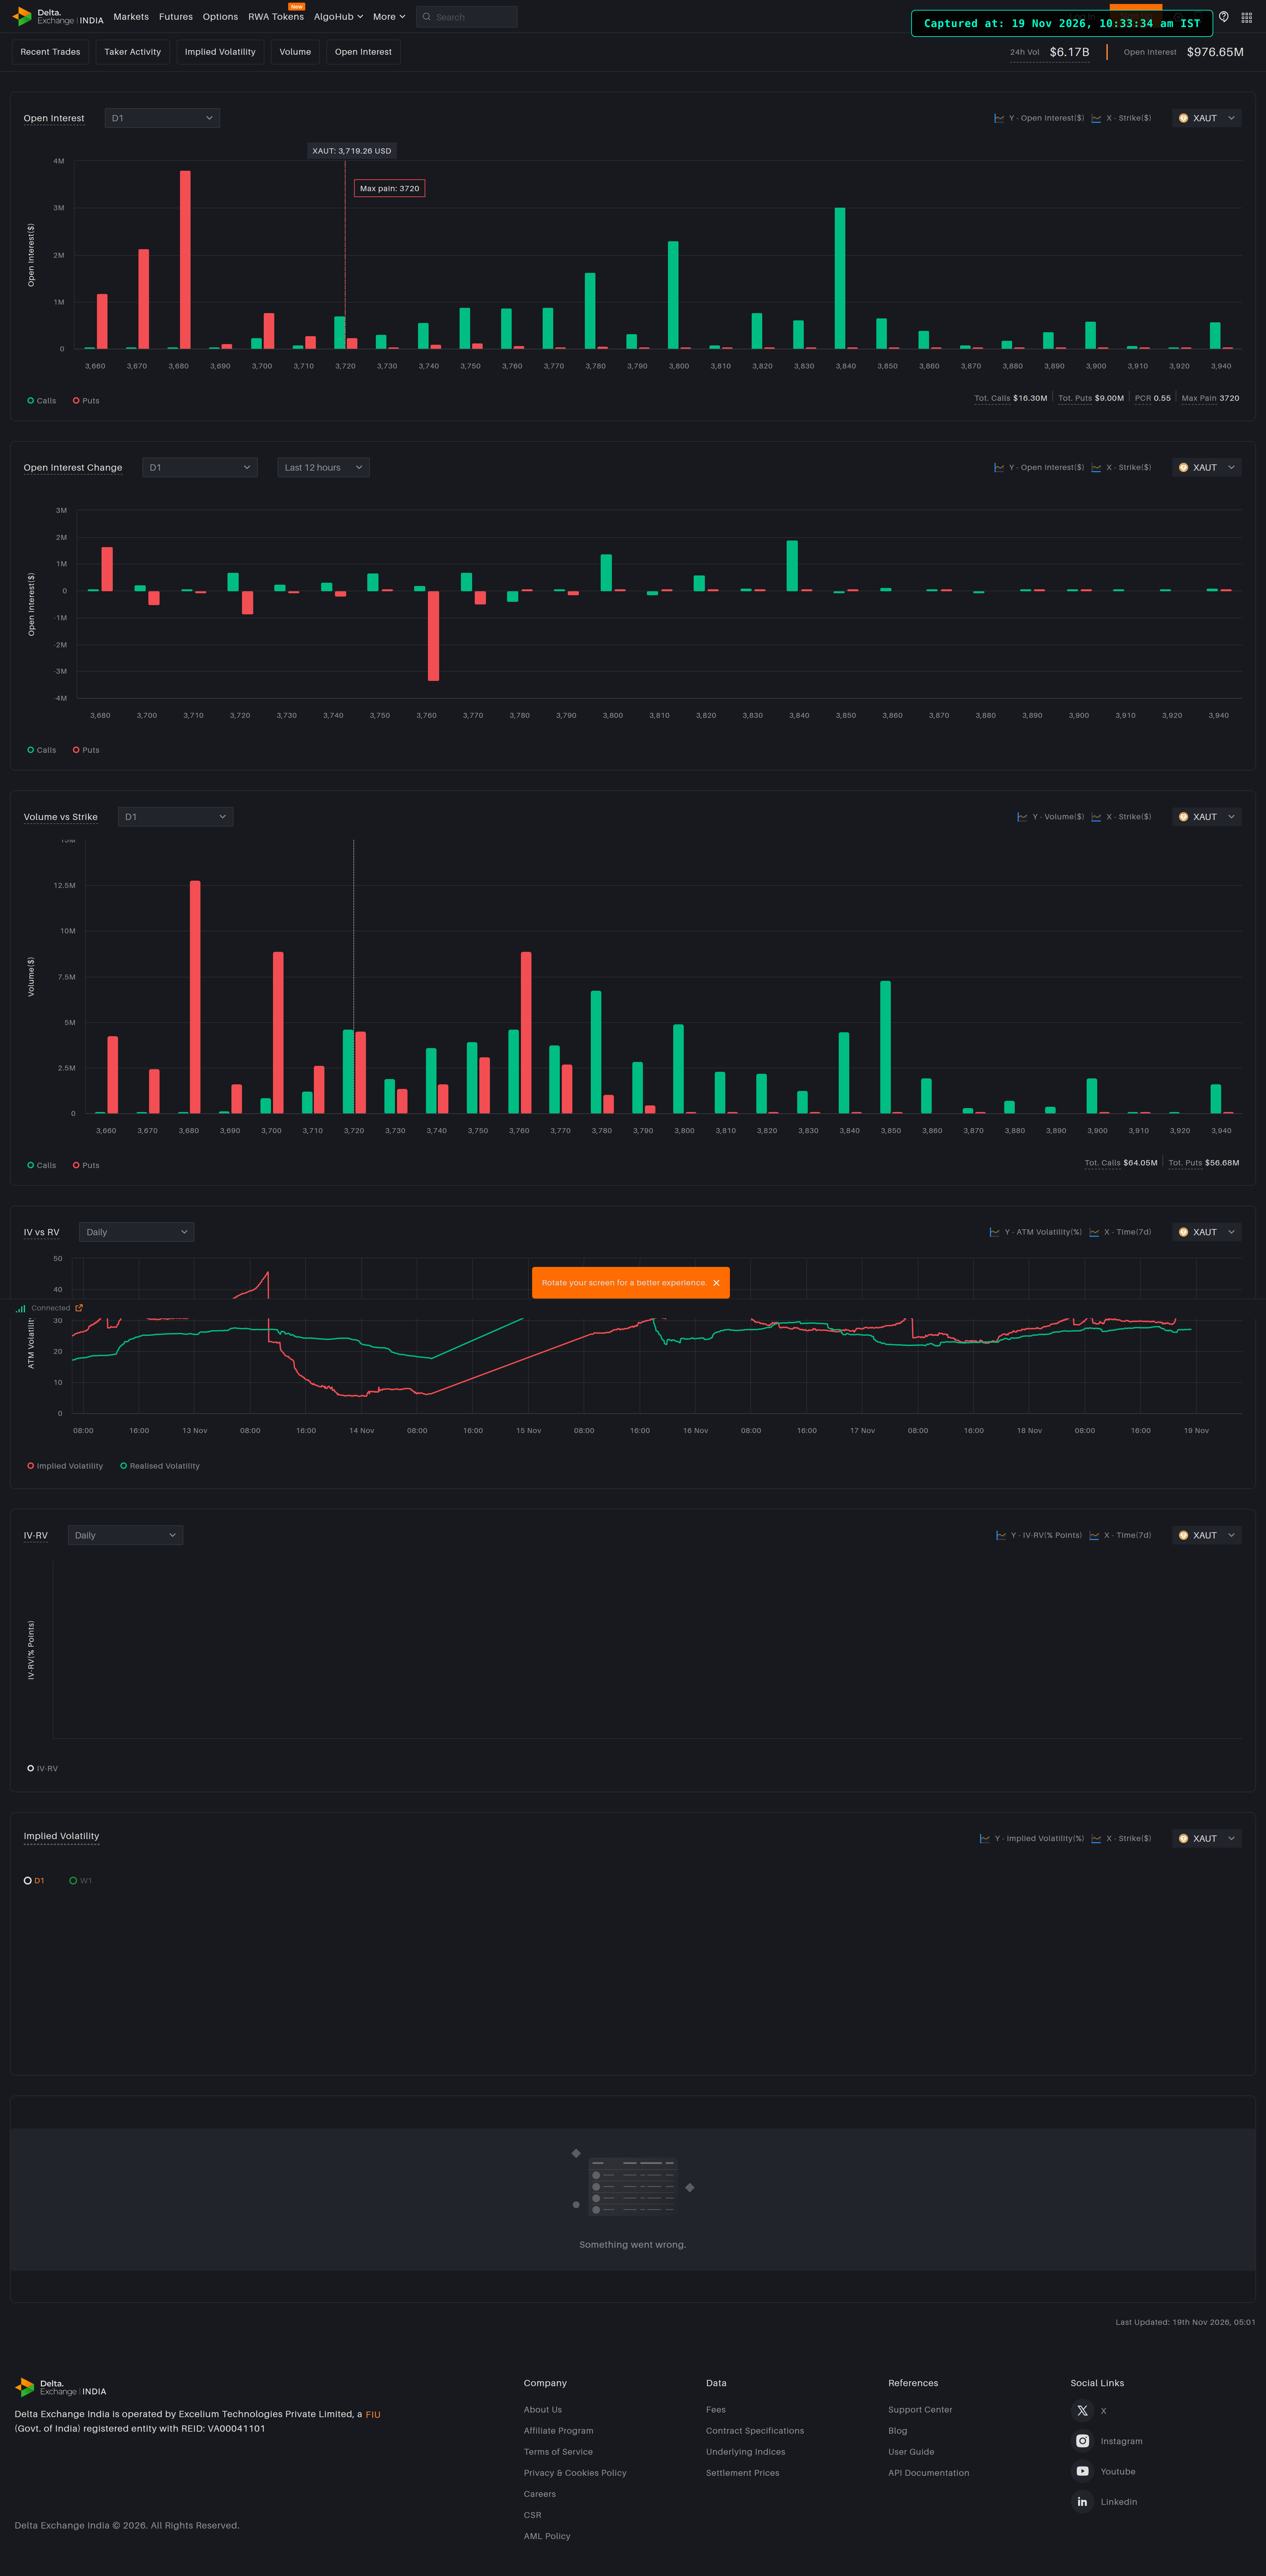 Delta.
Exchange | INDIA
Markets
Futures
Options
RWA Tokens
New
AlgoHub
More
Search
Captured at: 19 Nov 2026, 10:33:34 am IST
Recent Trades
Taker Activity
Implied Volatility
Volume
Open Interest
24h Vol $6.17B
Open Interest $976.65M
Open Interest
D1
Y - Open Interest($) X - Strike($)
XAUT
XAUT: 3,719.26 USD
Max pain: 3720
Open Interest($)
4M
3M
2M
1M
0
3,660 3,670 3,680 3,690 3,700 3,710 3,720 3,730 3,740 3,750 3,760 3,770 3,780 3,790 3,800 3,810 3,820 3,830 3,840 3,850 3,860 3,870 3,880 3,890 3,900 3,910 3,920 3,940
Calls Puts
Tot. Calls $16.30M Tot. Puts $9.00M PCR 0.55 Max Pain 3720
Open Interest Change
D1
Last 12 hours
Y - Open Interest($) X - Strike($)
XAUT
Open Interest($)
3M
2M
1M
0
-1M
-2M
-3M
-4M
3,680 3,700 3,710 3,720 3,730 3,740 3,750 3,760 3,770 3,780 3,790 3,800 3,810 3,820 3,830 3,840 3,850 3,860 3,870 3,880 3,890 3,900 3,910 3,920 3,940
Calls Puts
Volume vs Strike
D1
Y - Volume($) X - Strike($)
XAUT
Volume($)
15M
12.5M
10M
7.5M
5M
2.5M
0
3,660 3,670 3,680 3,690 3,700 3,710 3,720 3,730 3,740 3,750 3,760 3,770 3,780 3,790 3,800 3,810 3,820 3,830 3,840 3,850 3,860 3,870 3,880 3,890 3,900 3,910 3,920 3,940
Calls Puts
Tot. Calls $64.05M Tot. Puts $56.68M
IV vs RV
Daily
Y - ATM Volatility(%) X - Time(7d)
XAUT
50
40
Rotate your screen for a better experience.
Connected
ATM Volatilit
30
20
10
0
08:00 16:00 13 Nov 08:00 16:00 14 Nov 08:00 16:00 15 Nov 08:00 16:00 16 Nov 08:00 16:00 17 Nov 08:00 16:00 18 Nov 08:00 16:00 19 Nov
Implied Volatility Realised Volatility
IV-RV
Daily
Y - IV-RV(% Points) X - Time(7d)
XAUT
IV-RV(% Points)
IV-RV
Implied Volatility
Y - Implied Volatility(%) X - Strike($)
XAUT
D1 W1
Something went wrong.
Last Updated: 19th Nov 2026, 05:01
Delta.
Exchange | INDIA
Delta Exchange India is operated by Excelium Technologies Private Limited, a FIU
(Govt. of India) registered entity with REID: VA00041101
Delta Exchange India © 2026. All Rights Reserved.
Company
About Us
Affiliate Program
Terms of Service
Privacy & Cookies Policy
Careers
CSR
AML Policy
Data
Fees
Contract Specifications
Underlying Indices
Settlement Prices
References
Support Center
Blog
User Guide
API Documentation
Social Links
X
Instagram
Youtube
Linkedin